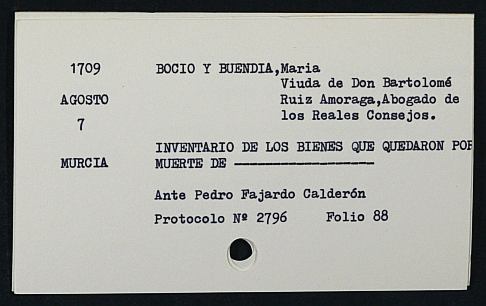 1709 BOCIO Y BUENDIA,Maria
Viuda de Don Bartolomé
AGOSTO Ruiz Amoraga,Abogado de
7 los Reales Consejos.
INVENTARIO DE LOS BIENES QUE QUEDARON POR
MURCIA MUERTE DE ——————————
Ante Pedro Fajardo Calderón
Protocolo Nº 2796 Folio 88